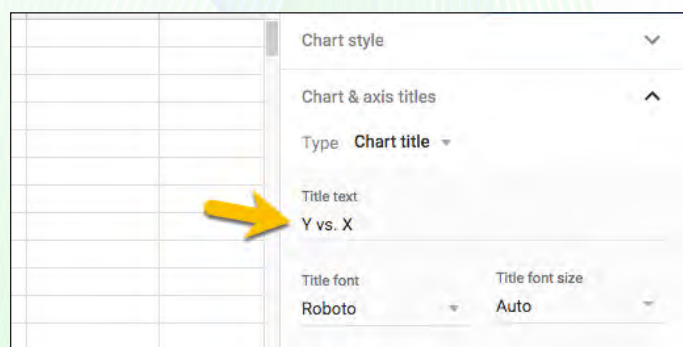 Chart style
Chart & axis titles
Type Chart title
Title text
Y vs. X
Title font Title font size
Roboto Auto